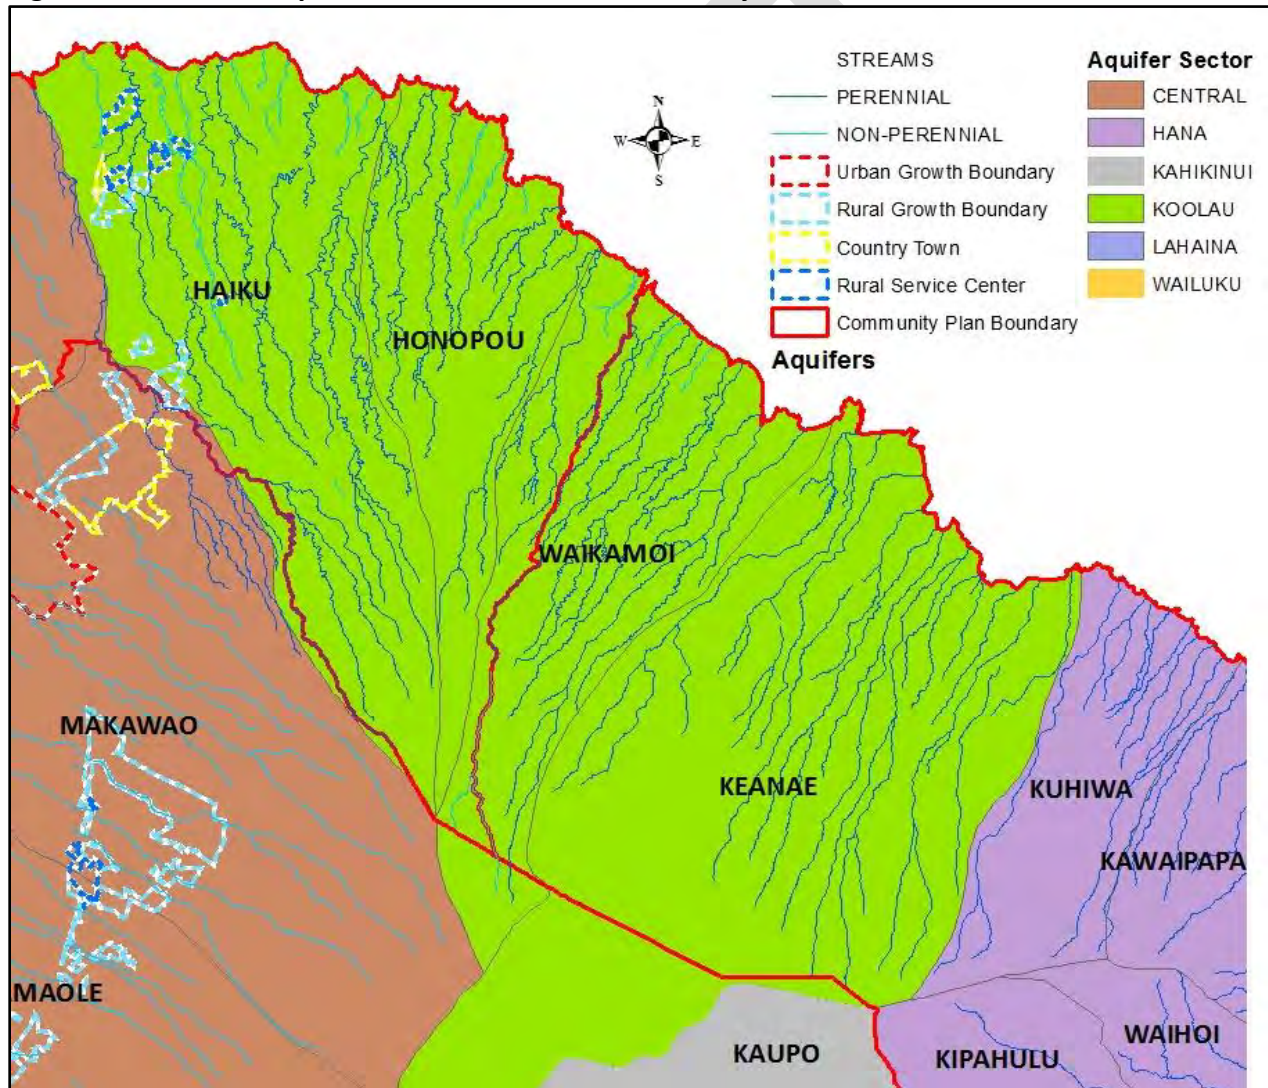 N
W E
S
STREAMS
PERENNIAL
NON-PERENNIAL
Urban Growth Boundary
Rural Growth Boundary
Country Town
Rural Service Center
Community Plan Boundary
Aquifers
Aquifer Sector
CENTRAL
HANA
KAHIKINUI
KOOLAU
LAHAINA
WAILUKU
HAIKU
HONOPOU
WAIKAMOI
MAKAWAO
KEANAE
KUHIWA
KAWAIPAPA
MAOLE
KAUPO
KIPAHULU
WAIHOI